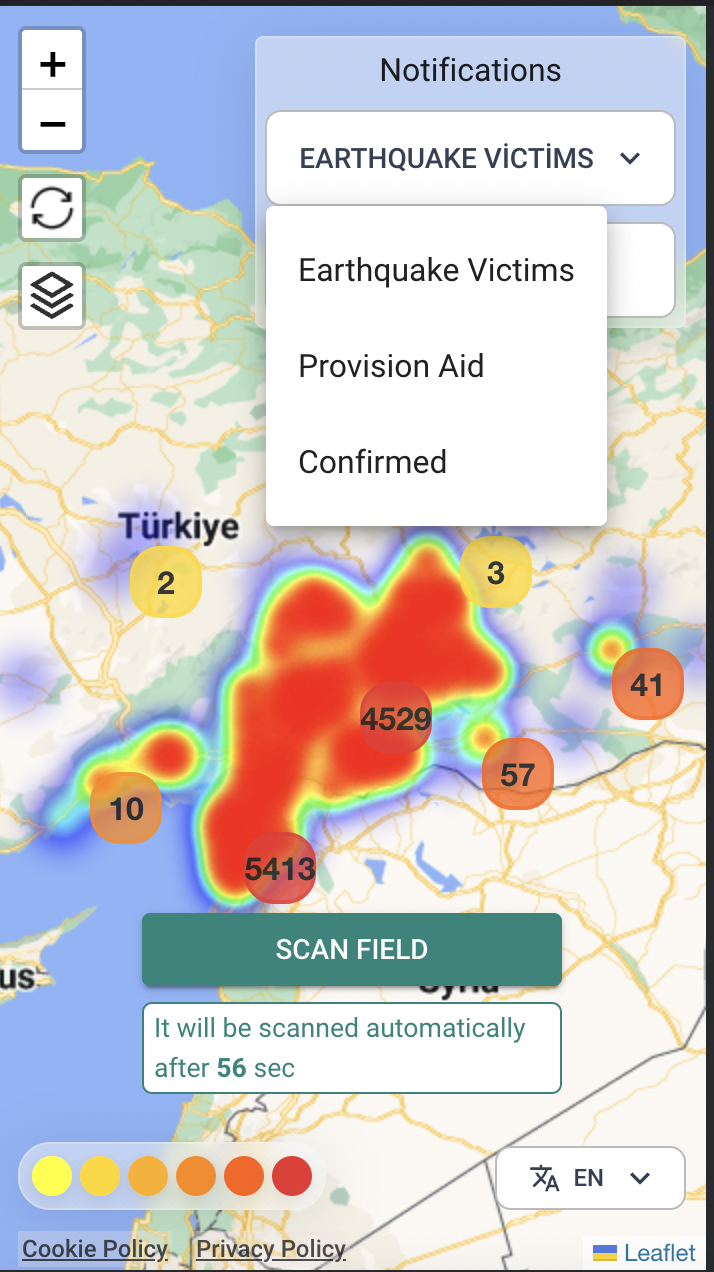 +
Notifications
−
EARTHQUAKE VİCTİMS
Earthquake Victims
Provision Aid
Confirmed
Türkiye
2
3
41
4529
57
10
5413
SCAN FIELD
us
It will be scanned automatically
after 56 sec
EN
Cookie Policy
Privacy Policy
Leaflet